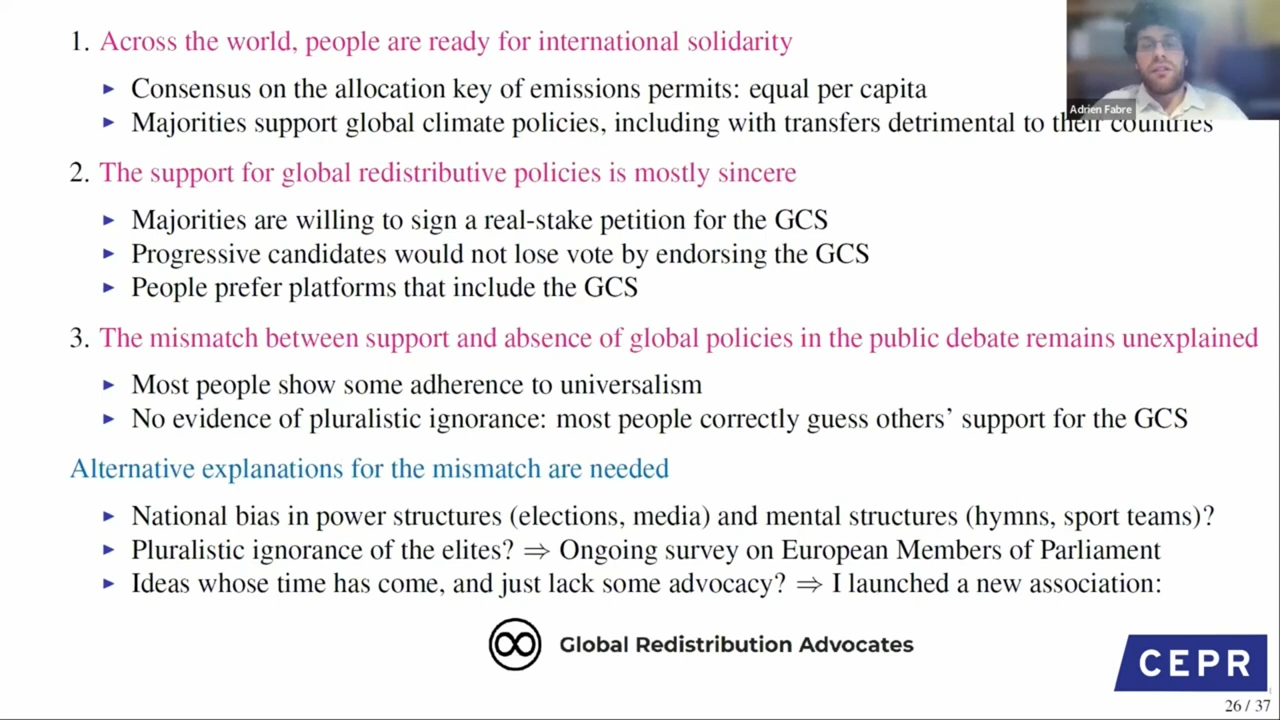 1. Across the world, people are ready for international solidarity
Adrien Fabre
▸ Consensus on the allocation key of emissions permits: equal per capita
▸ Majorities support global climate policies, including with transfers detrimental to their countries
2. The support for global redistributive policies is mostly sincere
▸ Majorities are willing to sign a real-stake petition for the GCS
▸ Progressive candidates would not lose vote by endorsing the GCS
▸ People prefer platforms that include the GCS
3. The mismatch between support and absence of global policies in the public debate remains unexplained
▸ Most people show some adherence to universalism
▸ No evidence of pluralistic ignorance: most people correctly guess others' support for the GCS
Alternative explanations for the mismatch are needed
▸ National bias in power structures (elections, media) and mental structures (hymns, sport teams)?
▸ Pluralistic ignorance of the elites? ⇒ Ongoing survey on European Members of Parliament
▸ Ideas whose time has come, and just lack some advocacy? ⇒ I launched a new association:
Global Redistribution Advocates
CEPR
26 / 37